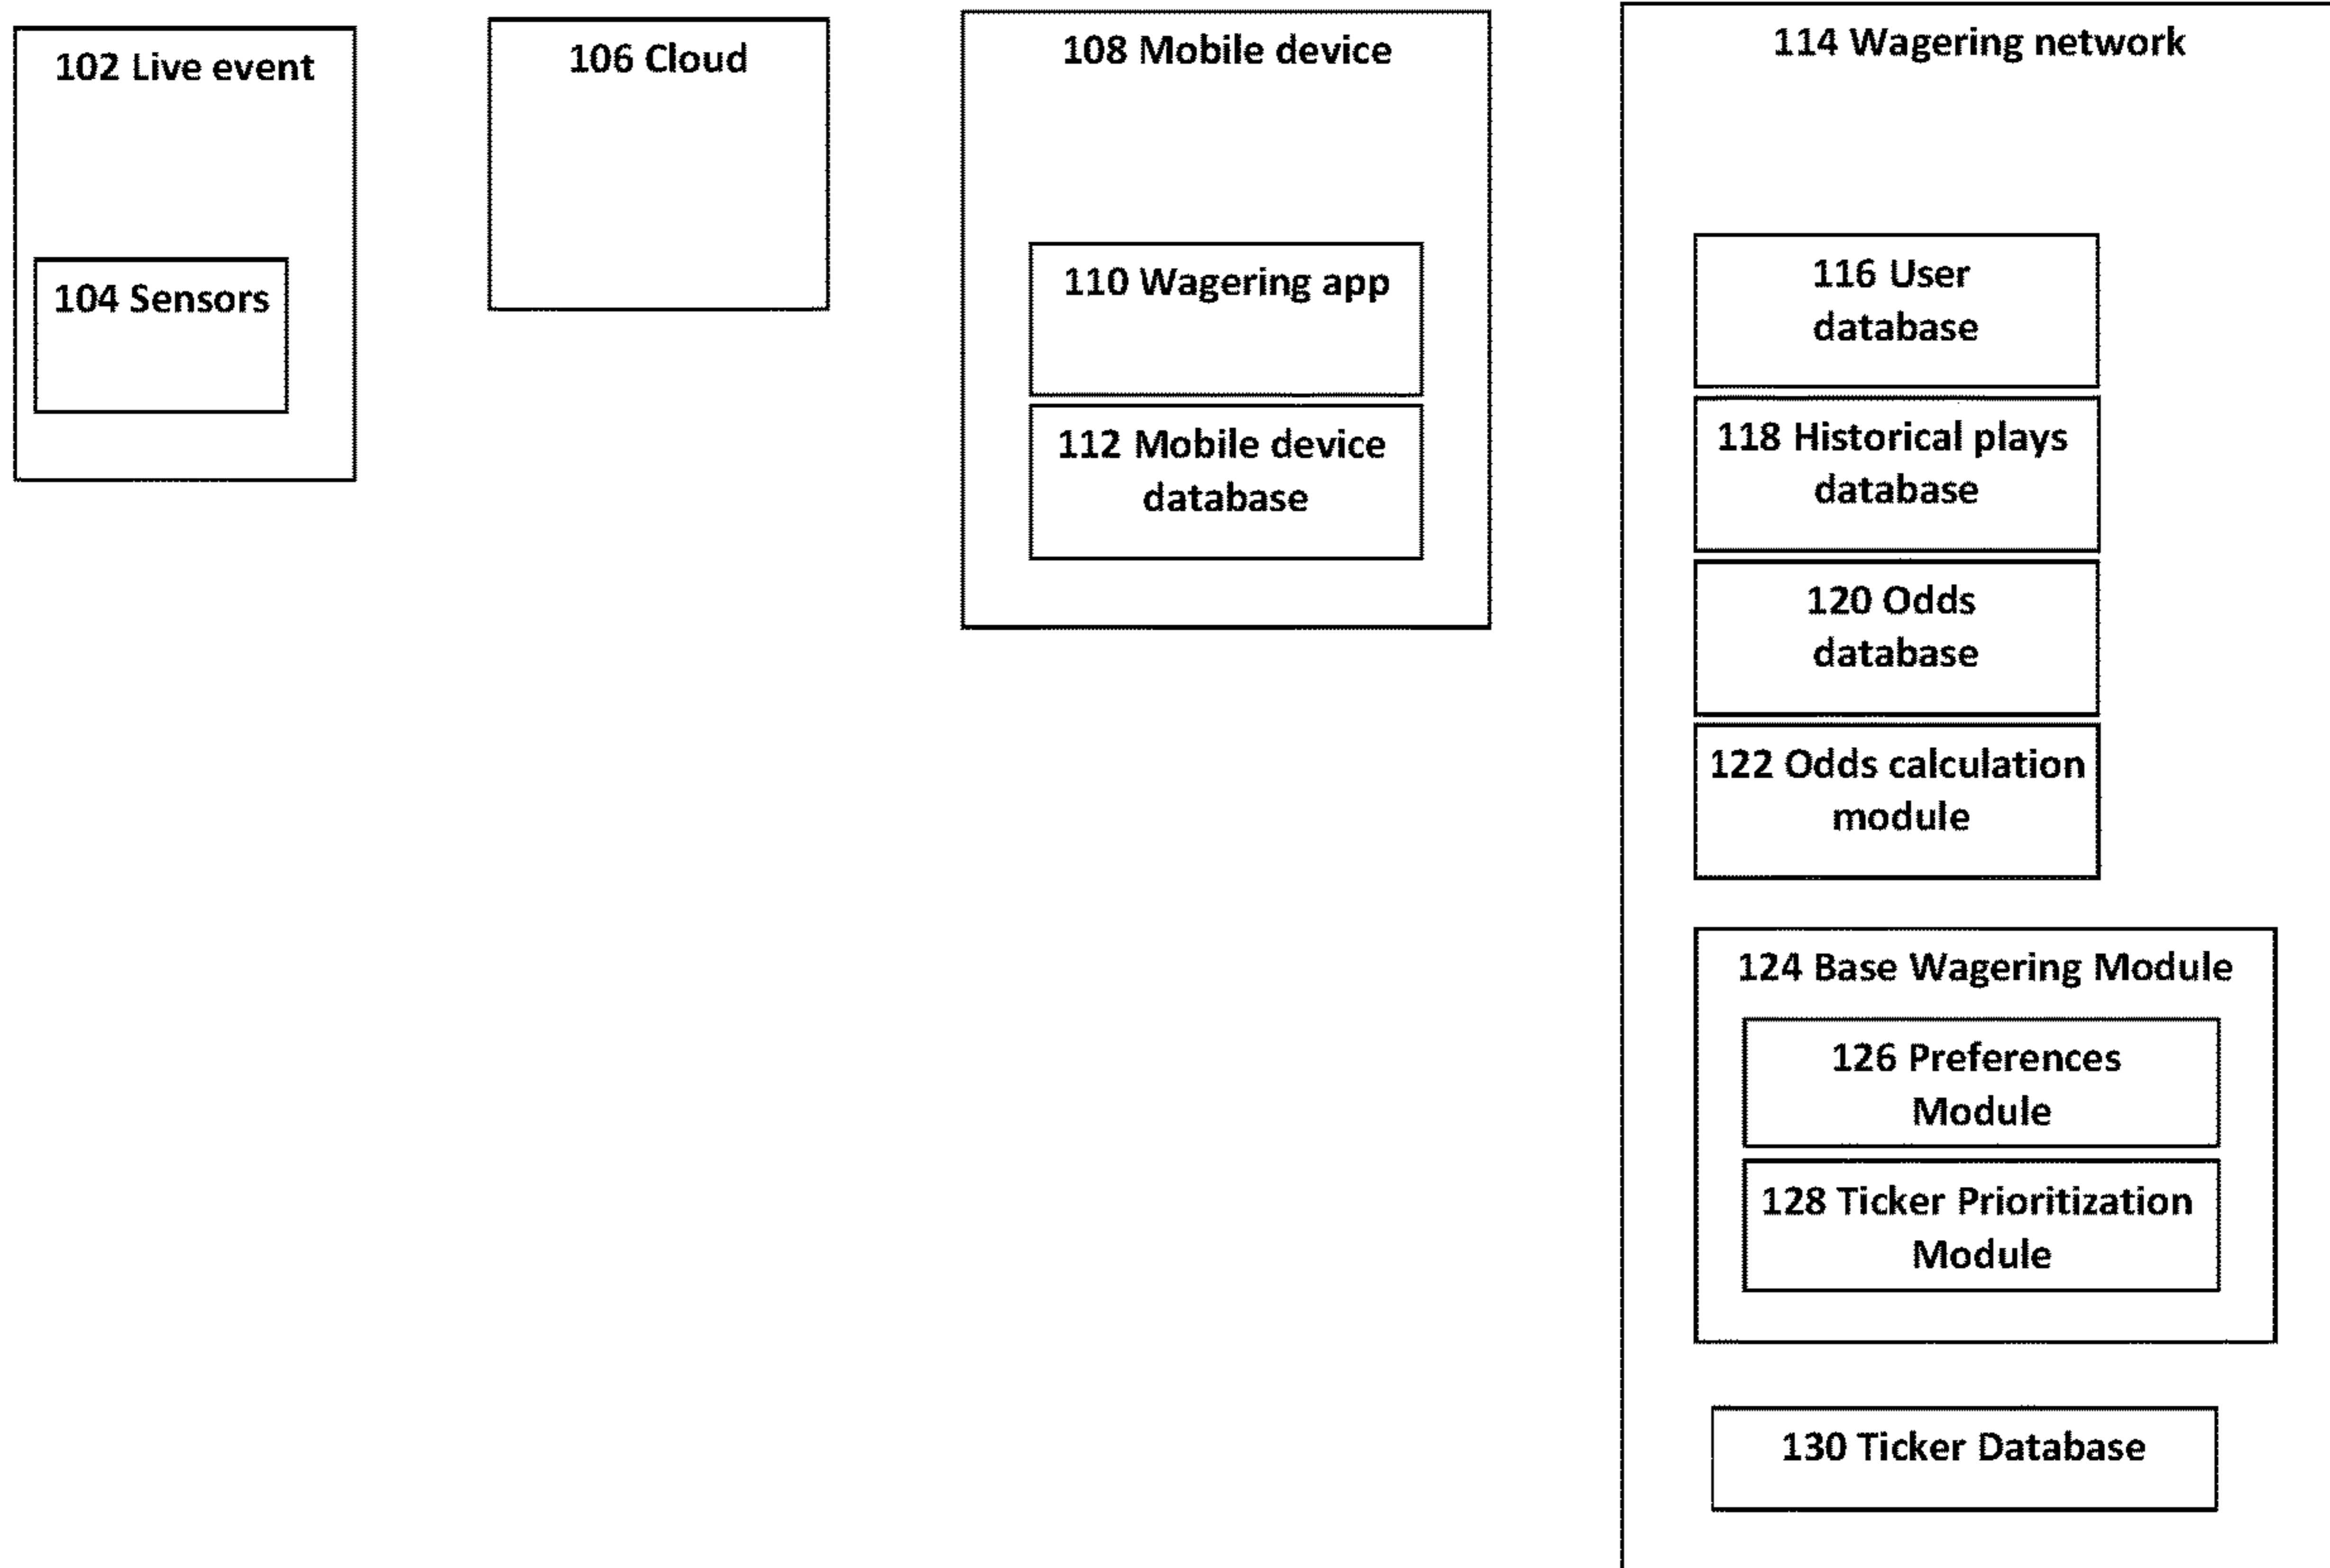 102 Live event
104 Sensors
106 Cloud
108 Mobile device
110 Wagering app
112 Mobile device
database
114 Wagering network
116 User
database
118 Historical plays
database
120 Odds
database
122 Odds calculation
module
124 Base Wagering Module
126 Preferences
Module
128 Ticker Prioritization
Module
130 Ticker Database